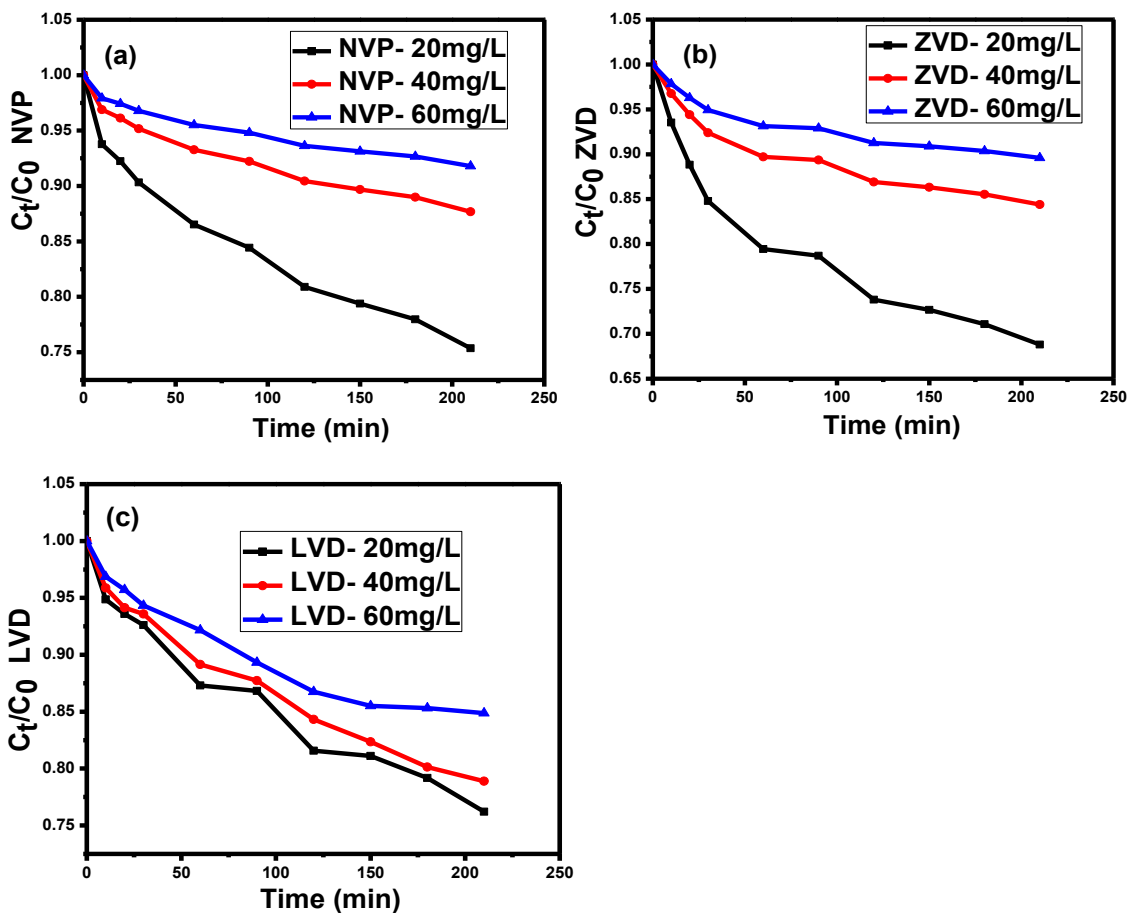 (a)
NVP- 20mg/L
NVP- 40mg/L
NVP- 60mg/L
1.05
1.00
0.95
0.90
0.85
0.80
0.75
Ct/C0 NVP
0 50 100 150 200 250
Time (min)
(b)
ZVD- 20mg/L
ZVD- 40mg/L
ZVD- 60mg/L
1.05
1.00
0.95
0.90
0.85
0.80
0.75
0.70
0.65
Ct/C0 ZVD
0 50 100 150 200 250
Time (min)
(c)
LVD- 20mg/L
LVD- 40mg/L
LVD- 60mg/L
1.05
1.00
0.95
0.90
0.85
0.80
0.75
Ct/C0 LVD
0 50 100 150 200 250
Time (min)